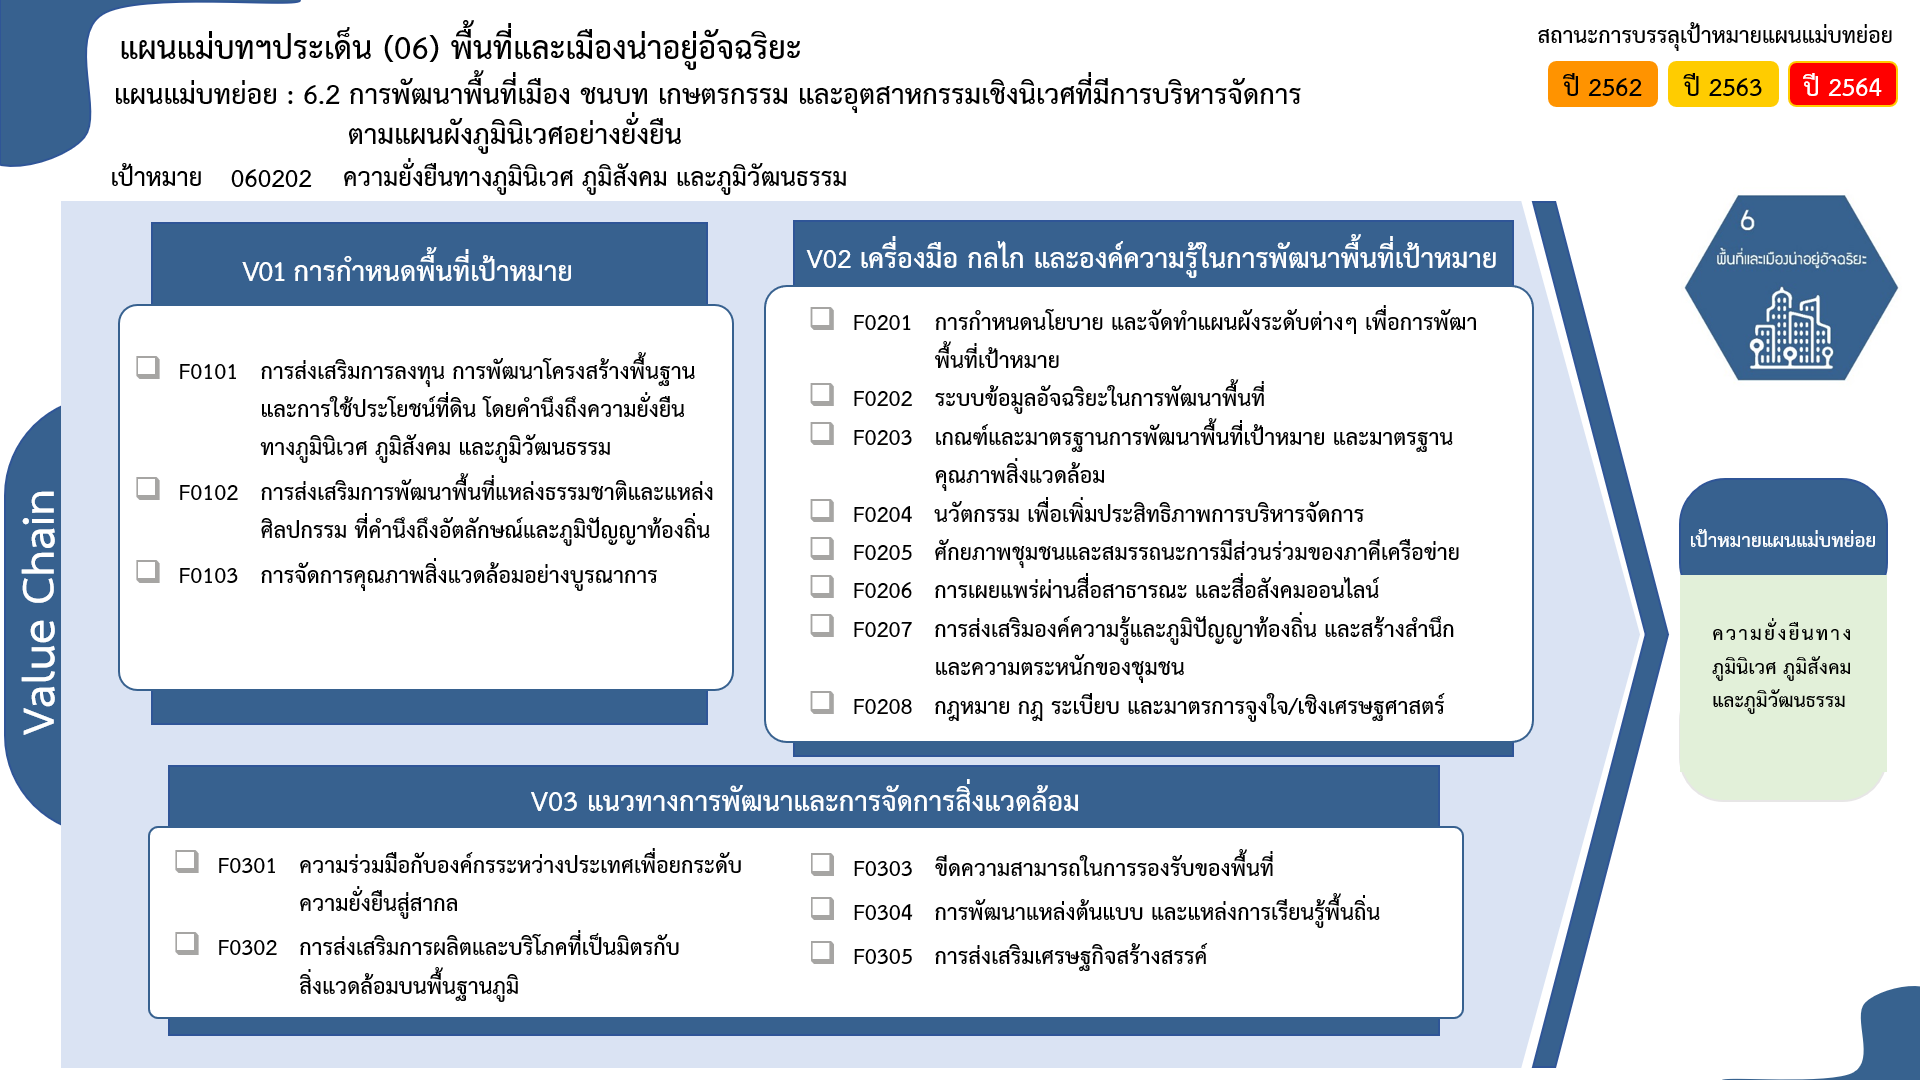 แผนแม่บทฯประเด็น (06) พื้นที่และเมืองน่าอยู่อัจฉริยะ
แผนแม่บทย่อย : 6.2 การพัฒนาพื้นที่เมือง ชนบท เกษตรกรรม และอุตสาหกรรมเชิงนิเวศที่มีการบริหารจัดการ
ตามแผนผังภูมินิเวศอย่างยั่งยืน
เป้าหมาย 060202 ความยั่งยืนทางภูมินิเวศ ภูมิสังคม และภูมิวัฒนธรรม
สถานะการบรรลุเป้าหมายแผนแม่บทย่อย
ปี 2562 ปี 2563 ปี 2564
Value Chain
V01 การกำหนดพื้นที่เป้าหมาย
F0101 การส่งเสริมการลงทุน การพัฒนาโครงสร้างพื้นฐาน
และการใช้ประโยชน์ที่ดิน โดยคำนึงถึงความยั่งยืน
ทางภูมินิเวศ ภูมิสังคม และภูมิวัฒนธรรม
F0102 การส่งเสริมการพัฒนาพื้นที่แหล่งธรรมชาติและแหล่ง
ศิลปกรรม ที่คำนึงถึงอัตลักษณ์และภูมิปัญญาท้องถิ่น
F0103 การจัดการคุณภาพสิ่งแวดล้อมอย่างบูรณาการ
V02 เครื่องมือ กลไก และองค์ความรู้ในการพัฒนาพื้นที่เป้าหมาย
F0201 การกำหนดนโยบาย และจัดทำแผนผังระดับต่างๆ เพื่อการพัฒา
พื้นที่เป้าหมาย
F0202 ระบบข้อมูลอัจฉริยะในการพัฒนาพื้นที่
F0203 เกณฑ์และมาตรฐานการพัฒนาพื้นที่เป้าหมาย และมาตรฐาน
คุณภาพสิ่งแวดล้อม
F0204 นวัตกรรม เพื่อเพิ่มประสิทธิภาพการบริหารจัดการ
F0205 ศักยภาพชุมชนและสมรรถนะการมีส่วนร่วมของภาคีเครือข่าย
F0206 การเผยแพร่ผ่านสื่อสาธารณะ และสื่อสังคมออนไลน์
F0207 การส่งเสริมองค์ความรู้และภูมิปัญญาท้องถิ่น และสร้างสำนึก
และความตระหนักของชุมชน
F0208 กฎหมาย กฎ ระเบียบ และมาตรการจูงใจ/เชิงเศรษฐศาสตร์
V03 แนวทางการพัฒนาและการจัดการสิ่งแวดล้อม
F0301 ความร่วมมือกับองค์กรระหว่างประเทศเพื่อยกระดับ
ความยั่งยืนสู่สากล
F0302 การส่งเสริมการผลิตและบริโภคที่เป็นมิตรกับ
สิ่งแวดล้อมบนพื้นฐานภูมิ
F0303 ขีดความสามารถในการรองรับของพื้นที่
F0304 การพัฒนาแหล่งต้นแบบ และแหล่งการเรียนรู้พื้นถิ่น
F0305 การส่งเสริมเศรษฐกิจสร้างสรรค์
6
พื้นที่และเมืองน่าอยู่อัจฉริยะ
เป้าหมายแผนแม่บทย่อย
ความยั่งยืนทาง
ภูมินิเวศ ภูมิสังคม
และภูมิวัฒนธรรม